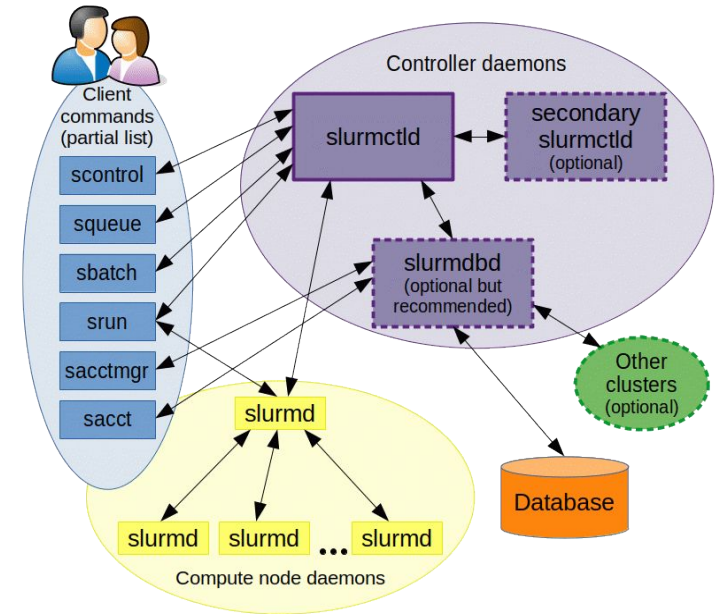 Client
commands
(partial list)
scontrol
squeue
sbatch
srun
sacctmgr
sacct
Controller daemons
slurmctld
secondary
slurmctld
(optional)
slurmdbd
(optional but
recommended)
Other
clusters
(optional)
Database
slurmd
slurmd
slurmd
...
slurmd
Compute node daemons